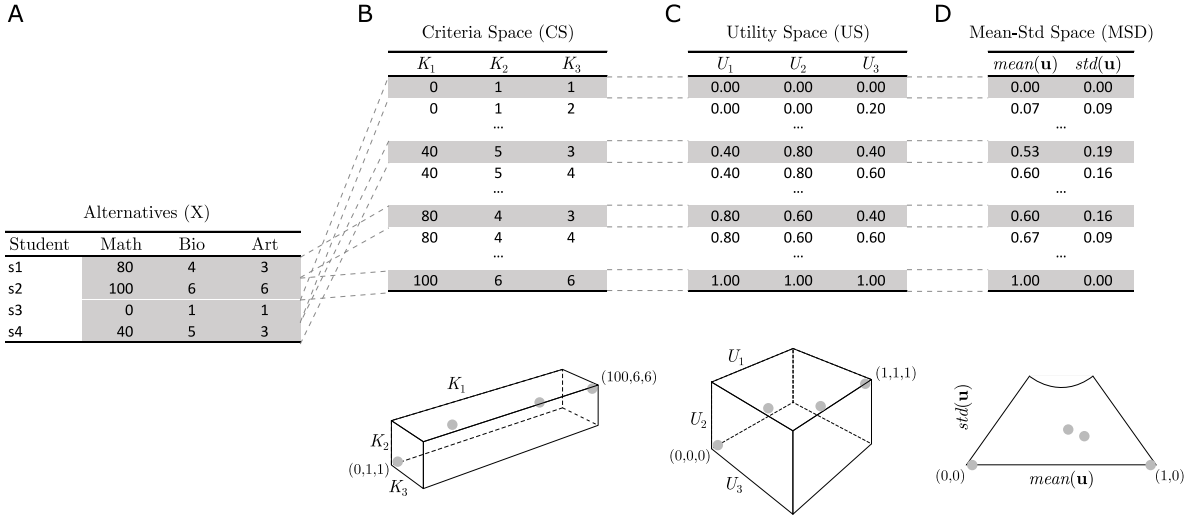 A
B
C
D
Criteria Space (CS)
K1 K2 K3
0 1 1
0 1 2
...
40 5 3
40 5 4
...
80 4 3
80 4 4
...
100 6 6
Utility Space (US)
U1 U2 U3
0.00 0.00 0.00
0.00 0.00 0.20
...
0.40 0.80 0.40
0.40 0.80 0.60
...
0.80 0.60 0.40
0.80 0.60 0.60
...
1.00 1.00 1.00
Mean-Std Space (MSD)
mean(u) std(u)
0.00 0.00
0.07 0.09
...
0.53 0.19
0.60 0.16
...
0.60 0.16
0.67 0.09
...
1.00 0.00
Alternatives (X)
Student Math Bio Art
s1 80 4 3
s2 100 6 6
s3 0 1 1
s4 40 5 3
K1
(100,6,6)
K2
(0,1,1)
K3
U1
(1,1,1)
U2
(0,0,0)
U3
std(u)
(0,0)
mean(u)
(1,0)